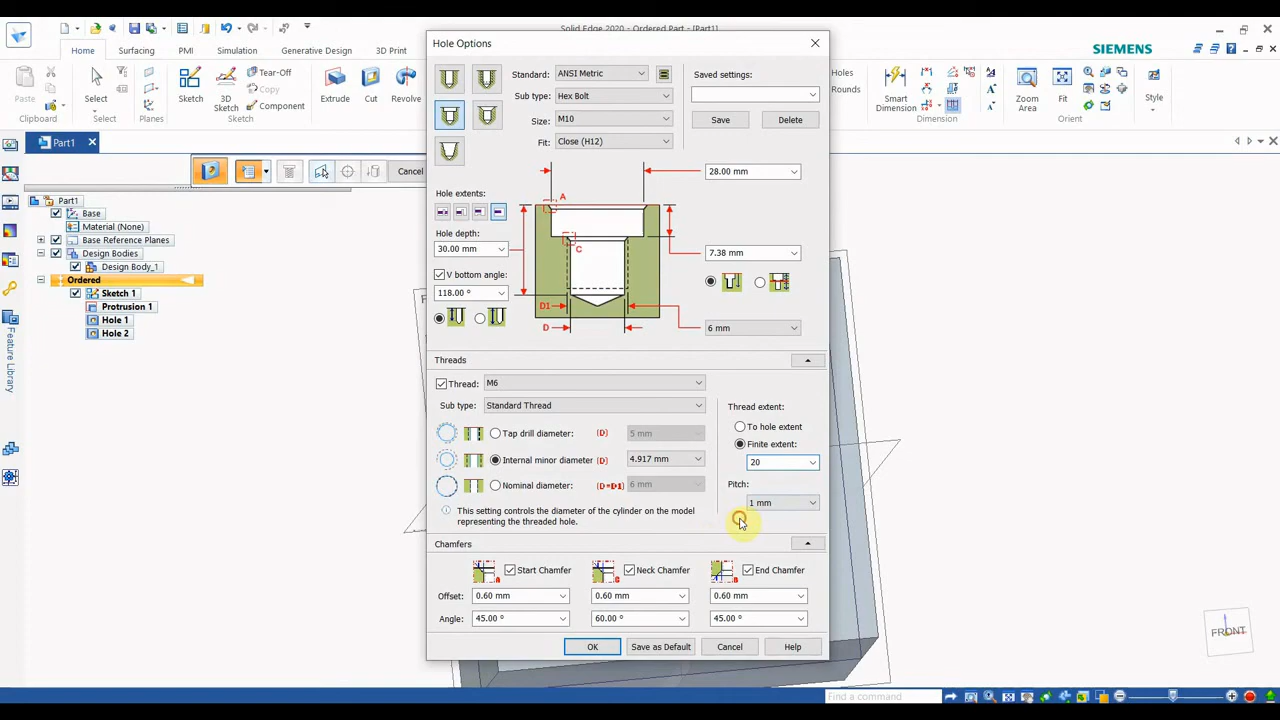 Solid Edge 2020 - Ordered Part - [Part1]
Home Surfacing PMI Simulation Generative Design 3D Print
SIEMENS
Paste
Clipboard
Select
Select
Planes
Sketch
3D Sketch
Tear-Off
Copy
Component
Sketch
Extrude
Cut
Revolve
Holes
Rounds
Smart Dimension
Dimension
Zoom Area
Fit
Orient
Style
Part1
Cancel
Part1
Base
Material (None)
Base Reference Planes
Design Bodies
Design Body_1
Ordered
Sketch 1
Protrusion 1
Hole 1
Hole 2
Feature Library
Hole Options
Standard: ANSI Metric
Sub type: Hex Bolt
Size: M10
Fit: Close (H12)
Saved settings:
Save Delete
Hole extents:
Hole depth:
30.00 mm
V bottom angle:
118.00 °
A
C
D1
D
28.00 mm
7.38 mm
6 mm
Threads
Thread: M6
Sub type: Standard Thread
Tap drill diameter: (D) 5 mm
Internal minor diameter (D) 4.917 mm
Nominal diameter: (D=D1) 6 mm
This setting controls the diameter of the cylinder on the model
representing the threaded hole.
Thread extent:
To hole extent
Finite extent:
20
Pitch:
1 mm
Chamfers
A Start Chamfer C Neck Chamfer B End Chamfer
Offset: 0.60 mm 0.60 mm 0.60 mm
Angle: 45.00 ° 60.00 ° 45.00 °
OK Save as Default Cancel Help
FRONT
Find a command